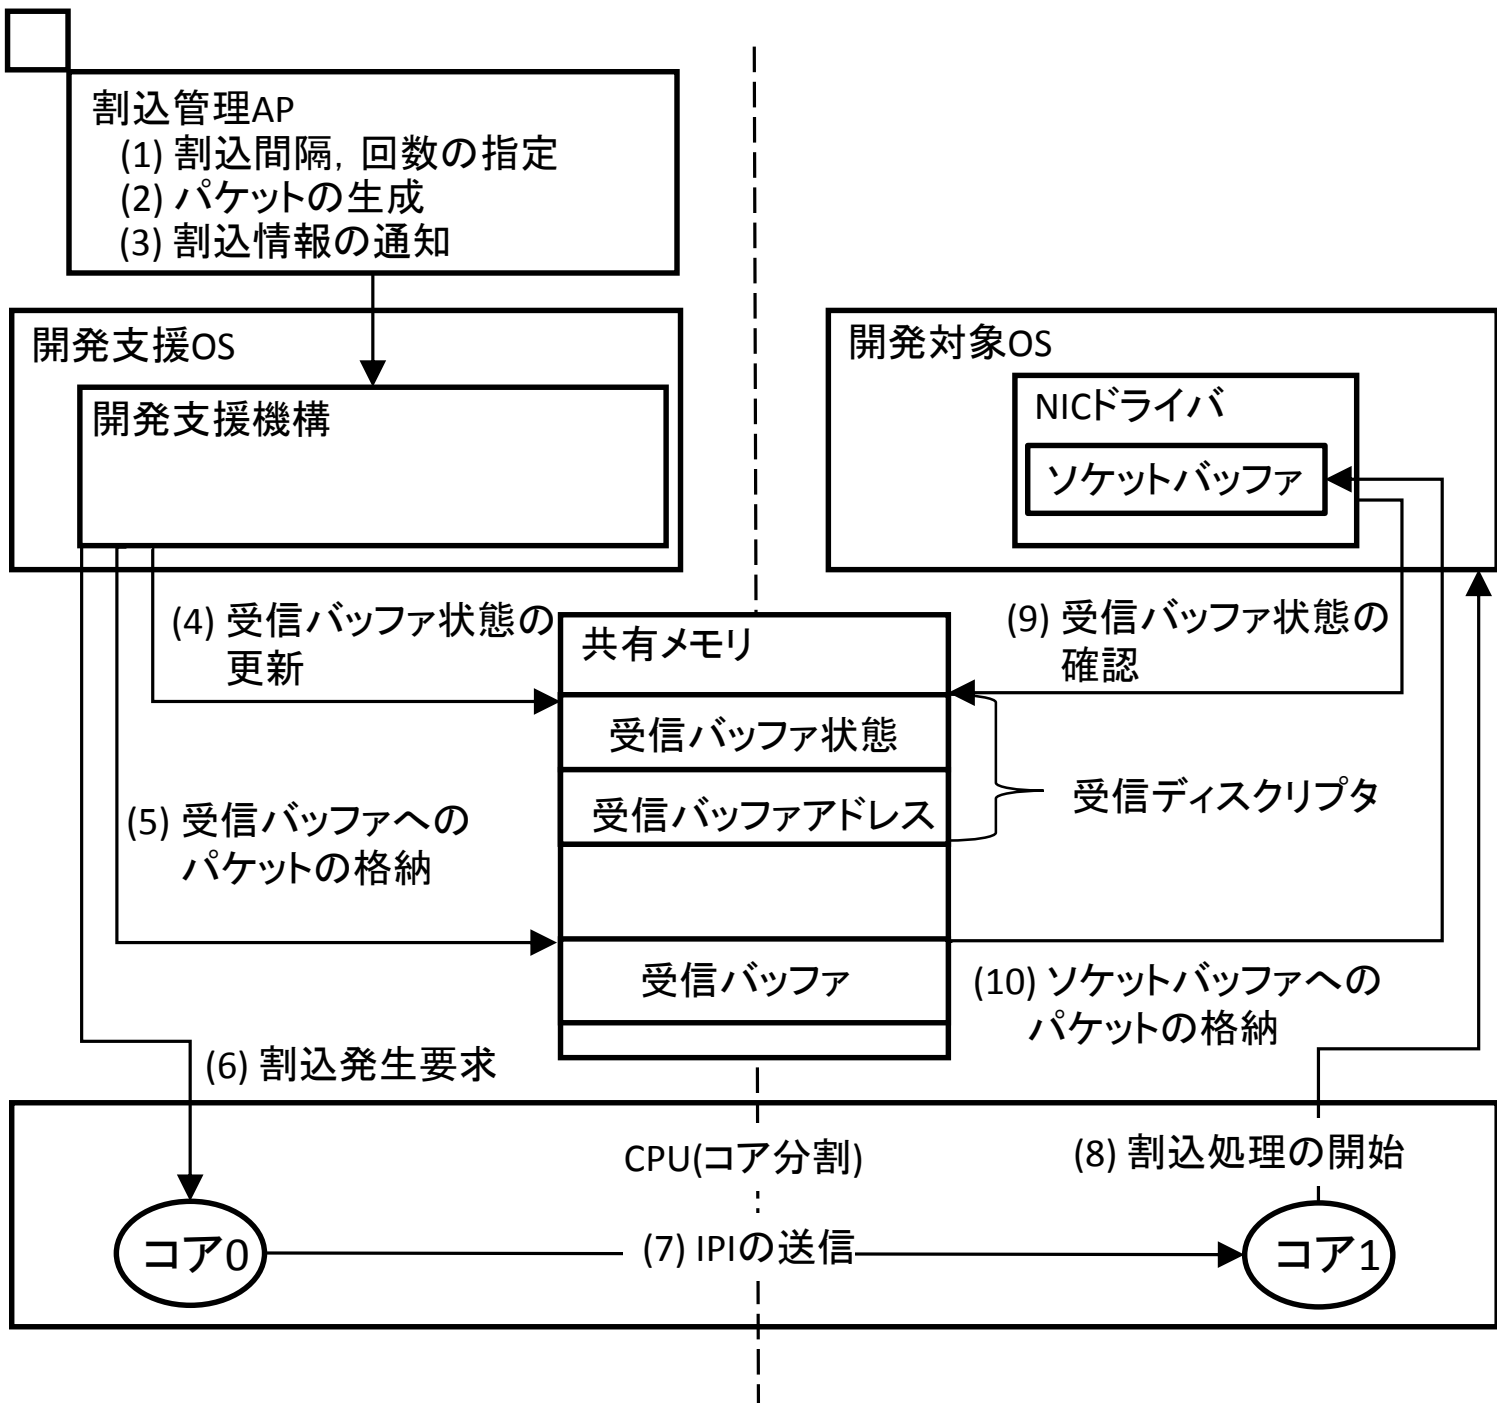 割込管理AP
(1) 割込間隔，回数の指定
(2) パケットの生成
(3) 割込情報の通知
開発支援OS
開発支援機構
開発対象OS
NICドライバ
ソケットバッファ
(4) 受信バッファ状態の
更新
(9) 受信バッファ状態の
確認
共有メモリ
受信バッファ状態
受信バッファアドレス
受信ディスクリプタ
(5) 受信バッファへの
パケットの格納
受信バッファ
(10) ソケットバッファへの
パケットの格納
(6) 割込発生要求
CPU(コア分割)
(8) 割込処理の開始
コア0
(7) IPIの送信
コア1